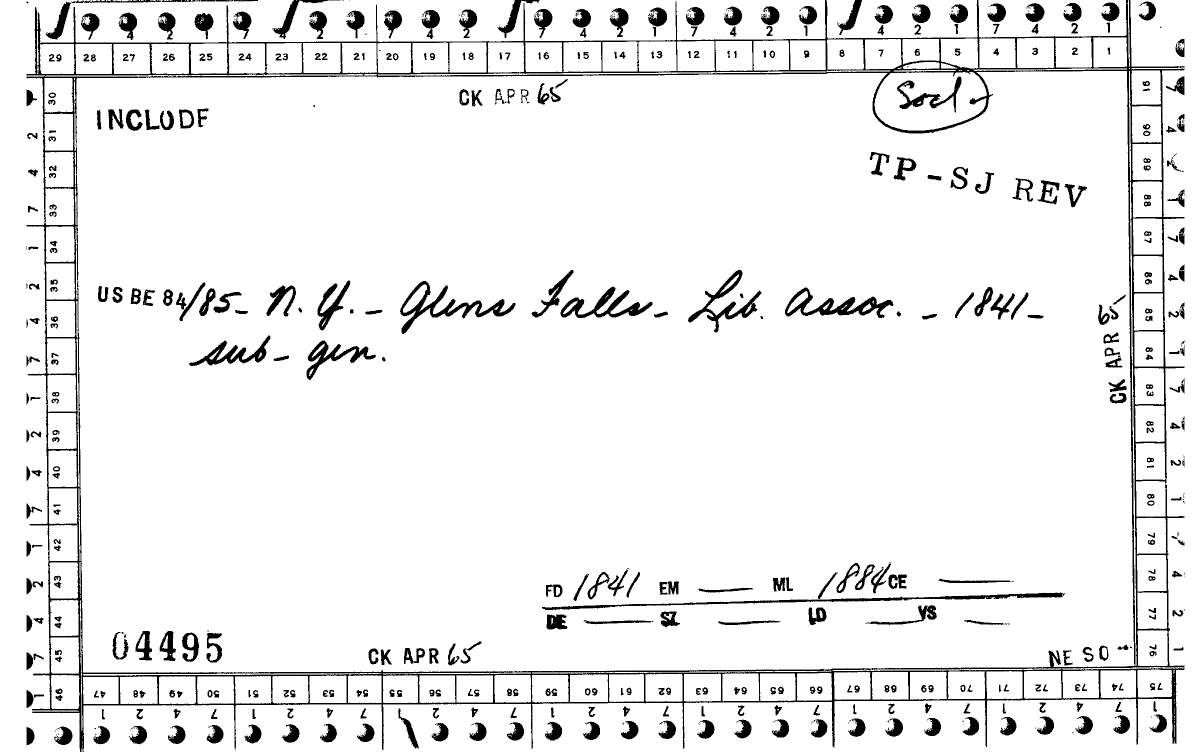 7 4 2 1 7 4 2 1 7 4 2 1 7 4 2 1 7 4 2 1 7 4 2 1 7 4 2 1
29 28 27 26 25 24 23 22 21 20 19 18 17 16 15 14 13 12 11 10 9 8 7 6 5 4 3 2 1
CK APR 65
Socl-
INCLUDE
TP-SJ REV
US BE 84/85- N.Y. - Glens Falls- Lib. Assoc. - 1841-
sub- gen.
CK APR 65
FD 1841 EM ML 1884 CE
DE SZ LD VS
04495
CK APR 65
NE SO
30 31 32 33 34 35 36 37 38 39 40 41 42 43 44 45 46
91 90 89 88 87 86 85 84 83 82 81 80 79 78 77 76
47 48 49 50 51 52 53 54 55 56 57 58 59 60 61 62 63 64 65 66 67 68 69 70 71 72 73 74 75